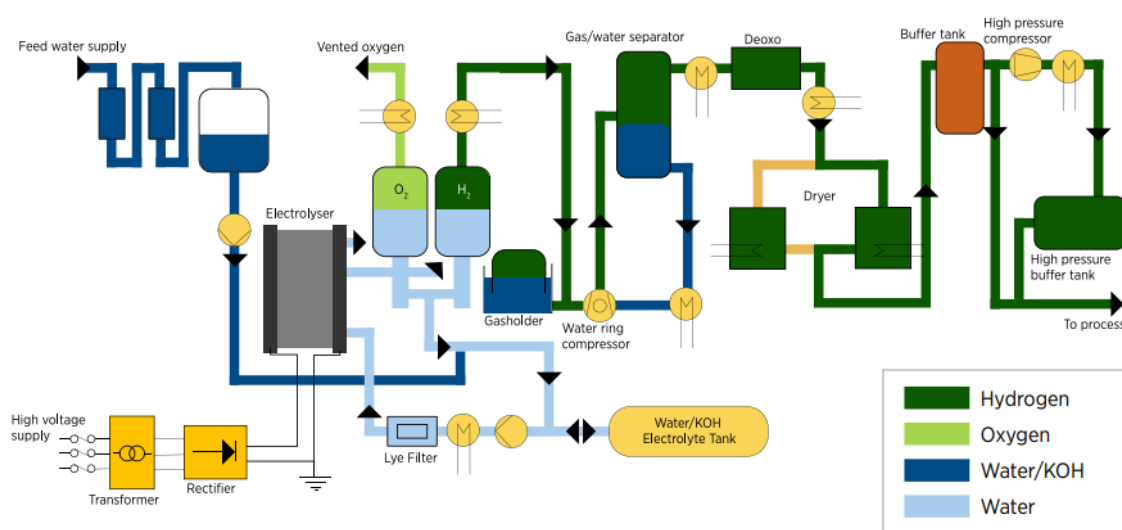 Feed water supply
Vented oxygen
Gas/water separator
Deoxo
Buffer tank
High pressure
compressor
O2
H2
Electrolyser
Dryer
Gasholder
Water ring
compressor
High pressure
buffer tank
To process
High voltage
supply
Transformer
Rectifier
Lye Filter
Water/KOH
Electrolyte Tank
Hydrogen
Oxygen
Water/KOH
Water